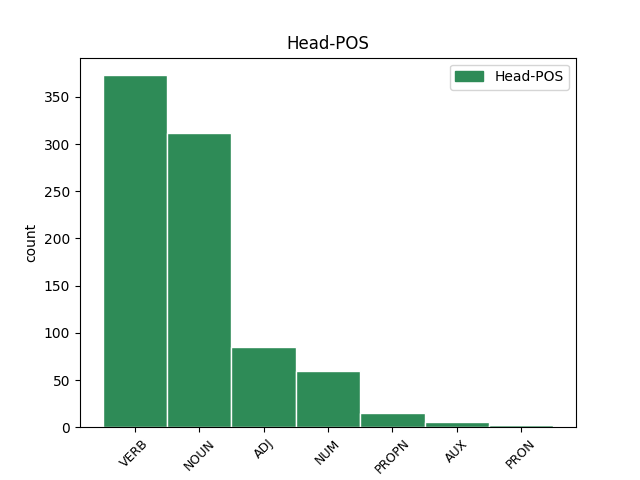 Head-POS
Head-POS
count
350
300
250
200
150
100
50
0
VERB
NOUN
ADJ
NUM
PROPN
AUX
PRON